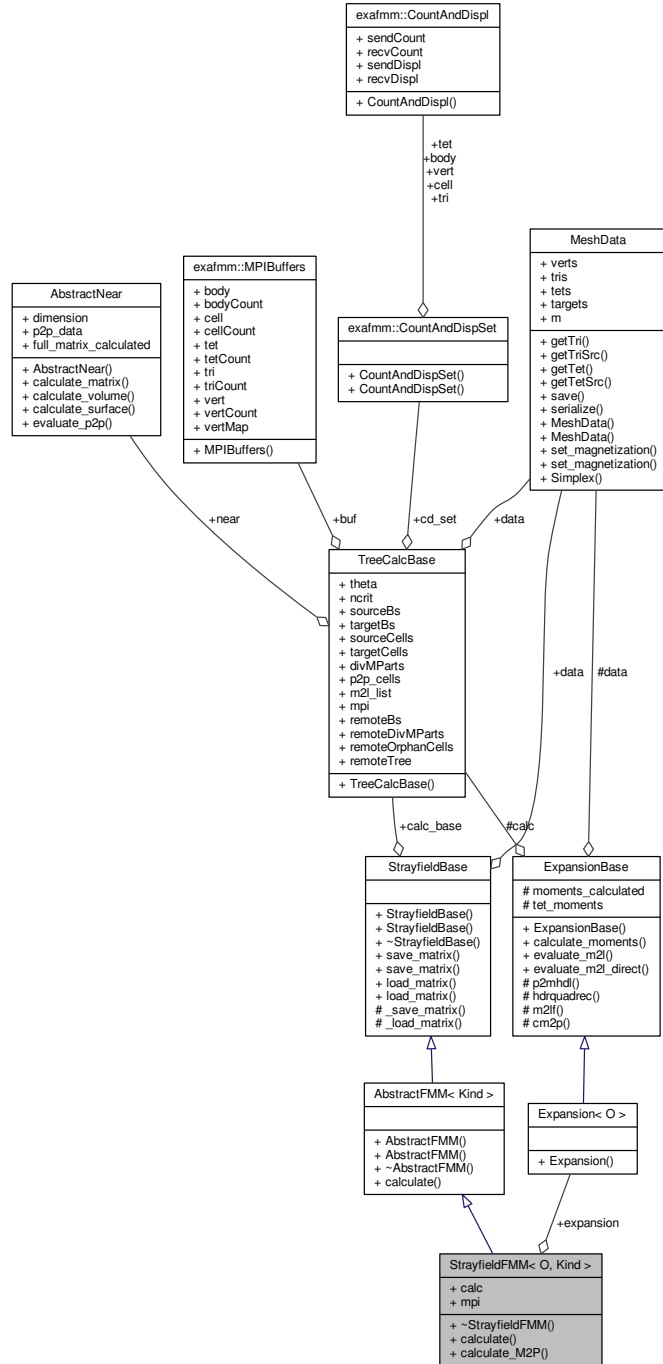 exafmm::CountAndDispl
+ sendCount
+ recvCount
+ sendDispl
+ recvDispl
+ CountAndDispl()
+tet
+body
+vert
+cell
+tri
MeshData
+ verts
+ tris
+ tets
+ targets
+ m
+ getTri()
+ getTriSrc()
+ getTet()
+ getTetSrc()
+ save()
+ serialize()
+ MeshData()
+ MeshData()
+ set_magnetization()
+ set_magnetization()
+ Simplex()
exafmm::MPIBuffers
+ body
+ bodyCount
+ cell
+ cellCount
+ tet
+ tetCount
+ tri
+ triCount
+ vert
+ vertCount
+ vertMap
+ MPIBuffers()
AbstractNear
+ dimension
+ p2p_data
+ full_matrix_calculated
+ AbstractNear()
+ calculate_matrix()
+ calculate_volume()
+ calculate_surface()
+ evaluate_p2p()
exafmm::CountAndDispSet
+ CountAndDispSet()
+ CountAndDispSet()
+near
+buf
+cd_set
+data
TreeCalcBase
+ theta
+ ncrit
+ sourceBs
+ targetBs
+ sourceCells
+ targetCells
+ divMParts
+ p2p_cells
+ m2l_list
+ mpi
+ remoteBs
+ remoteDivMParts
+ remoteOrphanCells
+ remoteTree
+ TreeCalcBase()
+data
#data
+calc_base
#calc
StrayfieldBase
+ StrayfieldBase()
+ StrayfieldBase()
+ ~StrayfieldBase()
+ save_matrix()
+ save_matrix()
+ load_matrix()
+ load_matrix()
# _save_matrix()
# _load_matrix()
ExpansionBase
# moments_calculated
# tet_moments
+ ExpansionBase()
+ calculate_moments()
+ evaluate_m2l()
+ evaluate_m2l_direct()
# p2mhdl()
# hdrquadrec()
# m2lf()
# cm2p()
AbstractFMM< Kind >
+ AbstractFMM()
+ AbstractFMM()
+ ~AbstractFMM()
+ calculate()
Expansion< O >
+ Expansion()
+expansion
StrayfieldFMM< O, Kind >
+ calc
+ mpi
+ ~StrayfieldFMM()
+ calculate()
+ calculate_M2P()